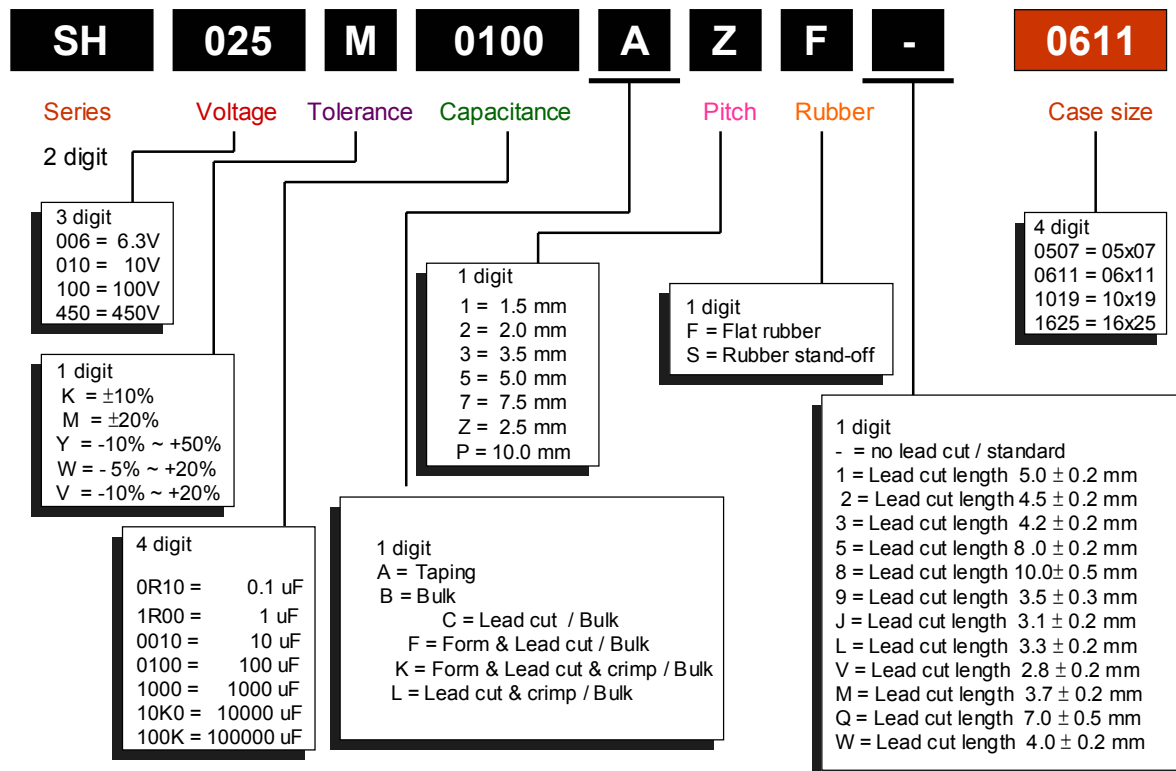 SH 025 M 0100 A Z F - 0611
Series Voltage Tolerance Capacitance Pitch Rubber Case size
2 digit
3 digit
006 = 6.3V
010 = 10V
100 = 100V
450 = 450V
1 digit
K = ±10%
M = ±20%
Y = -10% ~ +50%
W = - 5% ~ +20%
V = -10% ~ +20%
4 digit
0R10 = 0.1 uF
1R00 = 1 uF
0010 = 10 uF
0100 = 100 uF
1000 = 1000 uF
10K0 = 10000 uF
100K = 100000 uF
1 digit
A = Taping
B = Bulk
C = Lead cut / Bulk
F = Form & Lead cut / Bulk
K = Form & Lead cut & crimp / Bulk
L = Lead cut & crimp / Bulk
1 digit
1 = 1.5 mm
2 = 2.0 mm
3 = 3.5 mm
5 = 5.0 mm
7 = 7.5 mm
Z = 2.5 mm
P = 10.0 mm
1 digit
F = Flat rubber
S = Rubber stand-off
1 digit
- = no lead cut / standard
1 = Lead cut length 5.0 ± 0.2 mm
2 = Lead cut length 4.5 ± 0.2 mm
3 = Lead cut length 4.2 ± 0.2 mm
5 = Lead cut length 8 .0 ± 0.2 mm
8 = Lead cut length 10.0± 0.5 mm
9 = Lead cut length 3.5 ± 0.3 mm
J = Lead cut length 3.1 ± 0.2 mm
L = Lead cut length 3.3 ± 0.2 mm
V = Lead cut length 2.8 ± 0.2 mm
M = Lead cut length 3.7 ± 0.2 mm
Q = Lead cut length 7.0 ± 0.5 mm
W = Lead cut length 4.0 ± 0.2 mm
4 digit
0507 = 05x07
0611 = 06x11
1019 = 10x19
1625 = 16x25